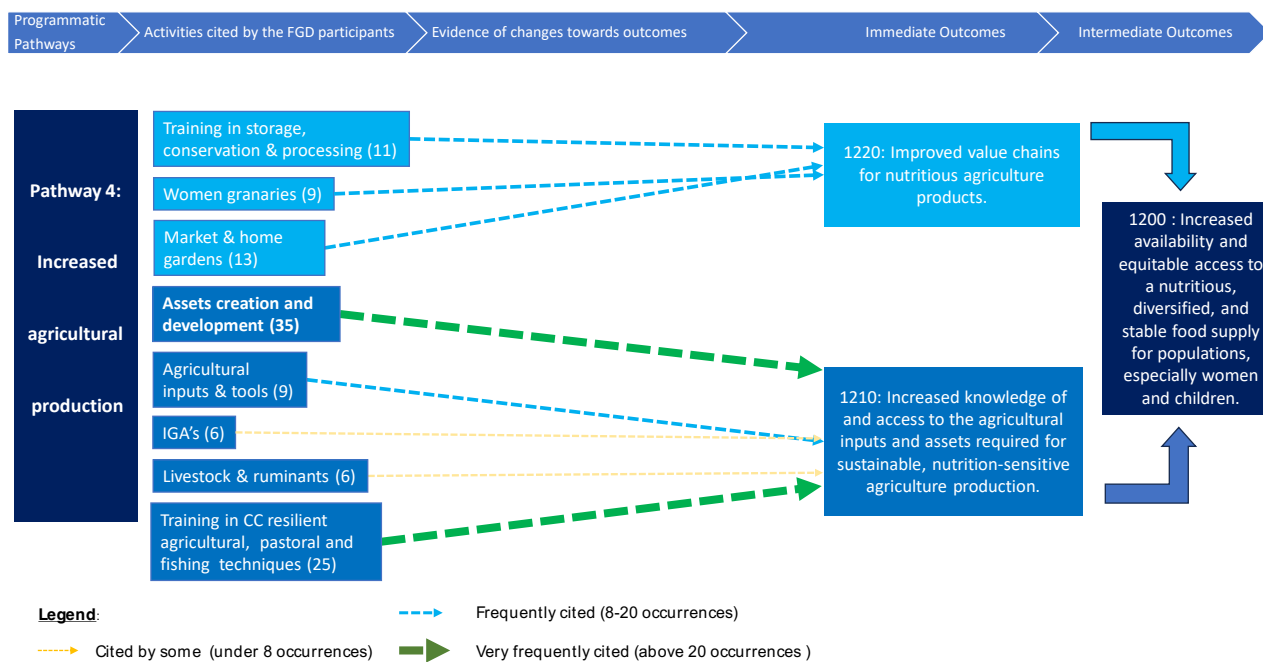 Programmatic
Pathways
Activities cited by the FGD participants
Evidence of changes towards outcomes
Immediate Outcomes
Intermediate Outcomes
Pathway 4:
Increased
agricultural
production
Training in storage,
conservation & processing (11)
Women granaries (9)
Market & home
gardens (13)
Assets creation and
development (35)
Agricultural
inputs & tools (9)
IGA's (6)
Livestock & ruminants (6)
Training in CC resilient
agricultural, pastoral and
fishing techniques (25)
1220: Improved value chains
for nutritious agriculture
products.
1210: Increased knowledge of
and access to the agricultural
inputs and assets required for
sustainable, nutrition-sensitive
agriculture production.
1200 : Increased
availability and
equitable access to
a nutritious,
diversified, and
stable food supply
for populations,
especially women
and children.
Legend:
Frequently cited (8-20 occurrences)
Cited by some (under 8 occurrences)
Very frequently cited (above 20 occurrences )